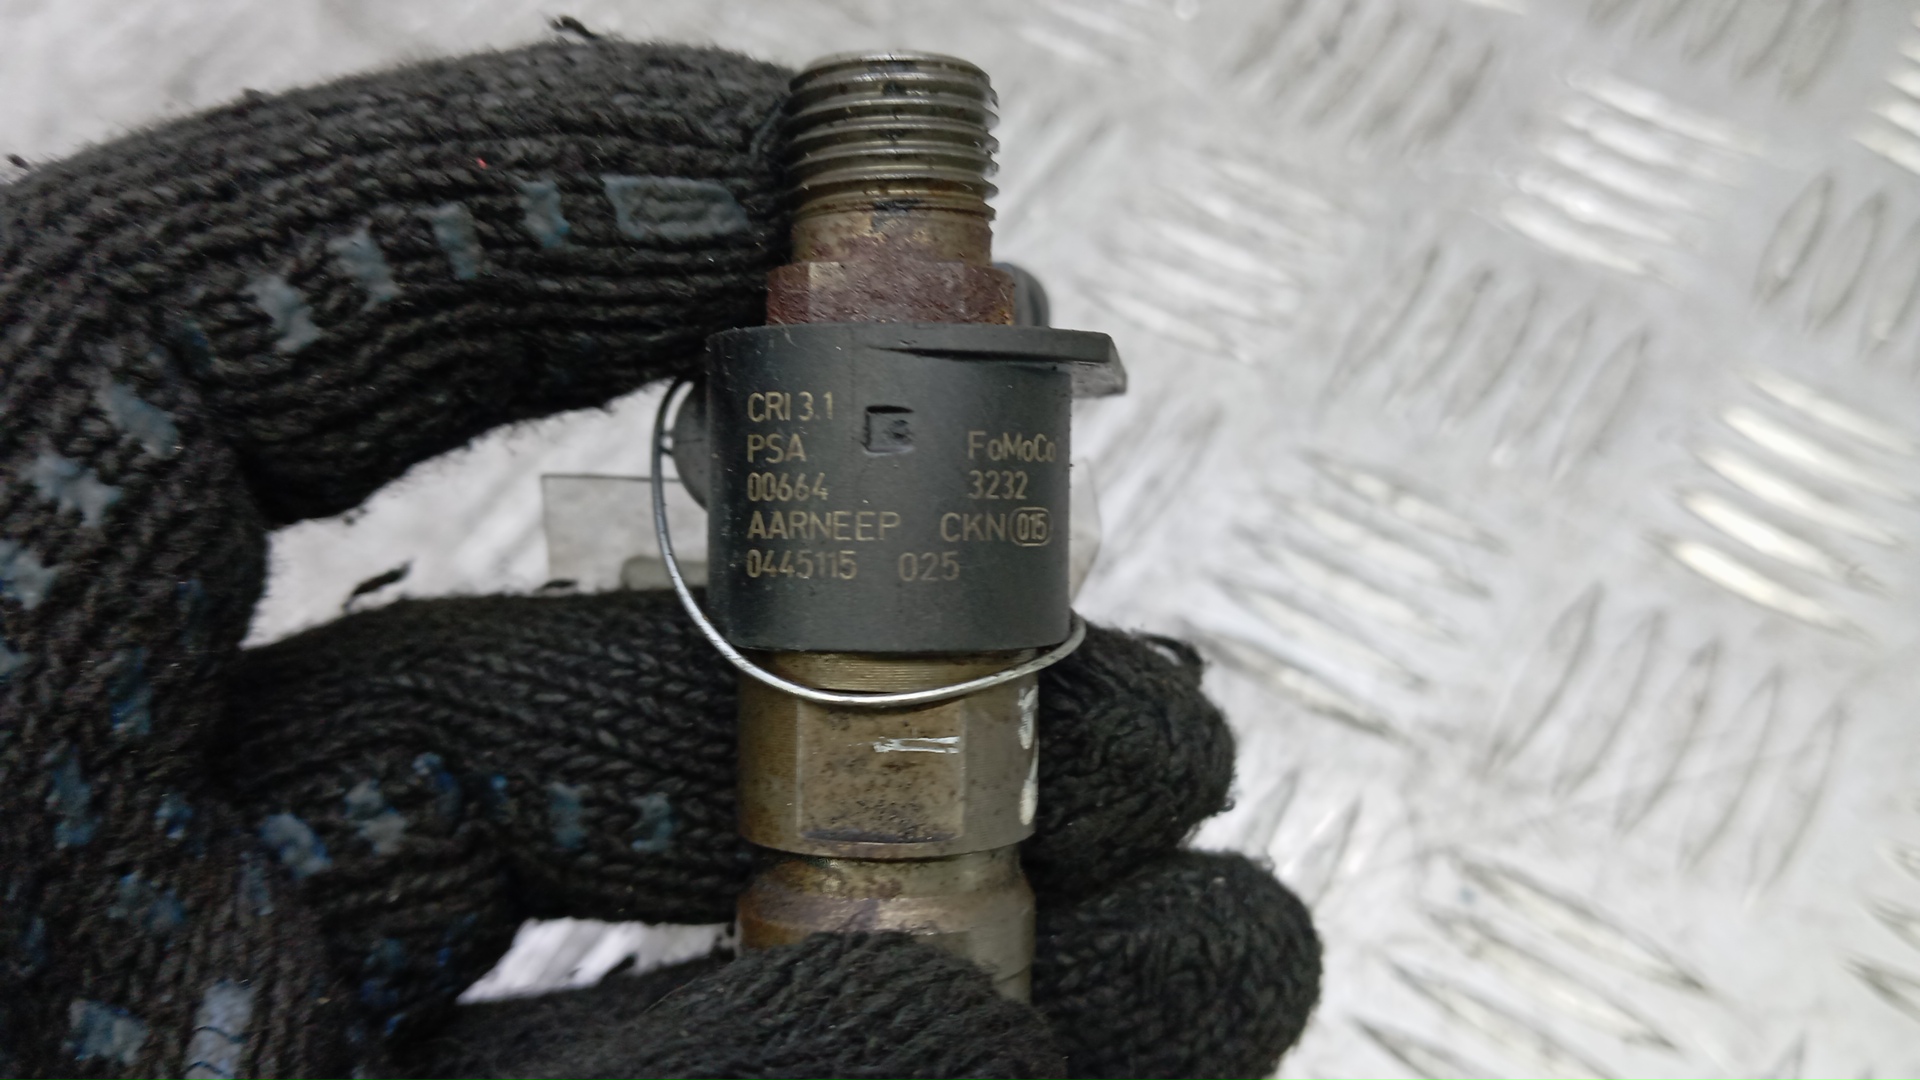 CRI 3.1
PSA FoMoCo
00664 3232
AARNEEP CKN 015
0445115 025